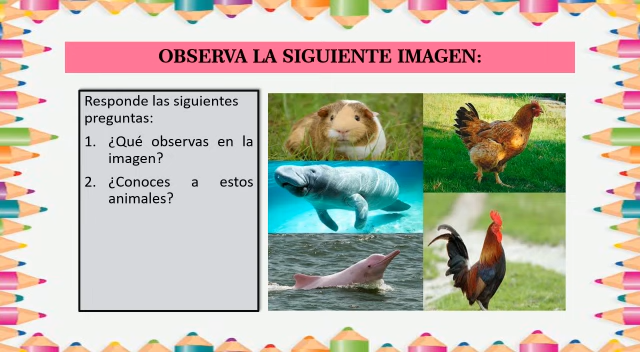 OBSERVA LA SIGUIENTE IMAGEN:
Responde las siguientes
preguntas:
1. ¿Qué observas en la
imagen?
2. ¿Conoces a estos
animales?